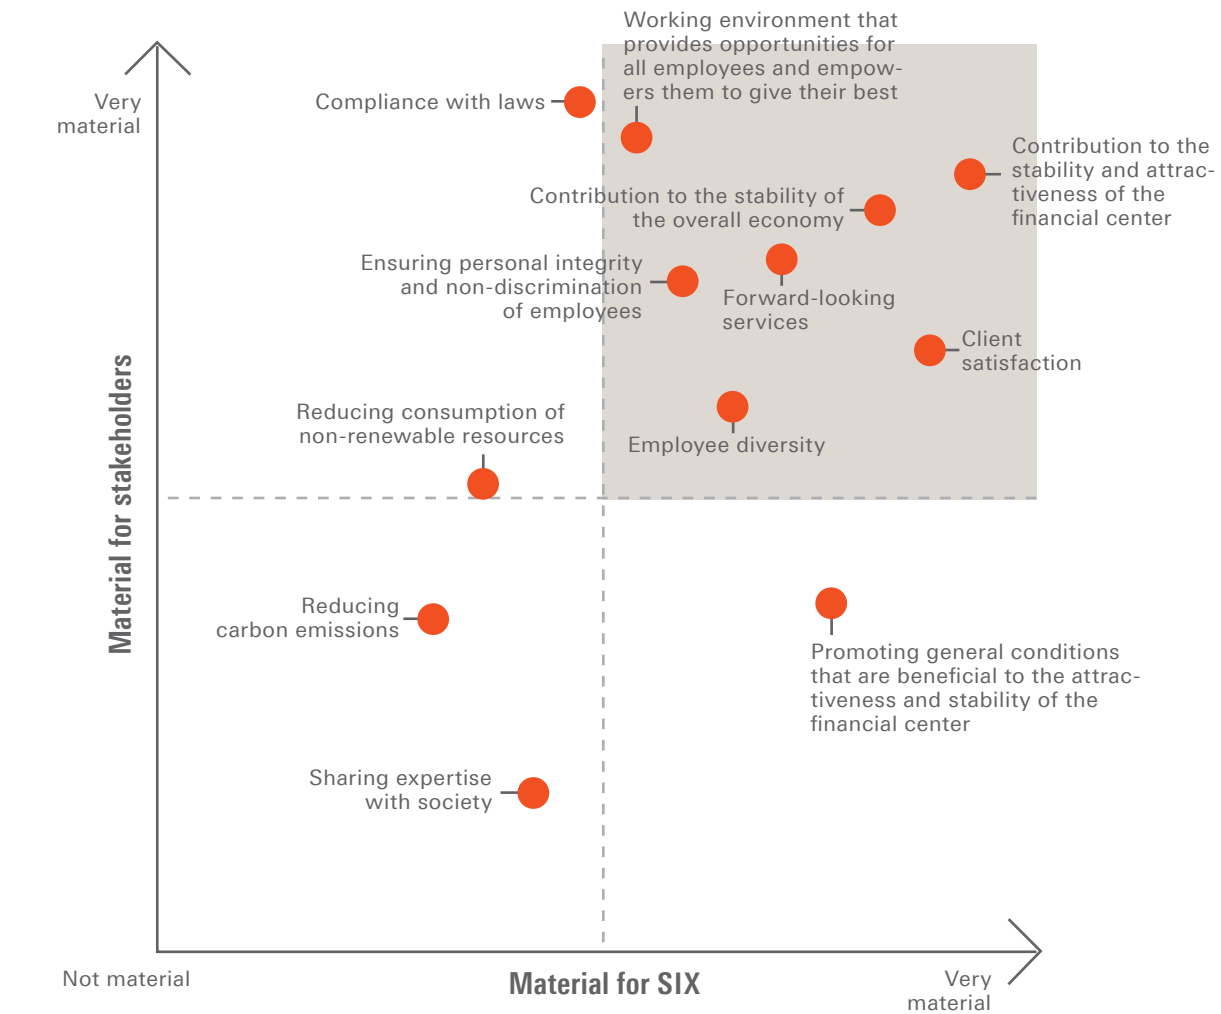 Working environment that
provides opportunities for
all employees and empow-
ers them to give their best
Very
material
Compliance with laws
Contribution to the
stability and attrac-
tiveness of the
financial center
Contribution to the stability of
the overall economy
Ensuring personal integrity
and non-discrimination
of employees
Forward-looking
services
Client
satisfaction
Reducing consumption of
non-renewable resources
Employee diversity
Material for stakeholders
Reducing
carbon emissions
Promoting general conditions
that are beneficial to the attrac-
tiveness and stability of the
financial center
Sharing expertise
with society
Not material
Material for SIX
Very
material